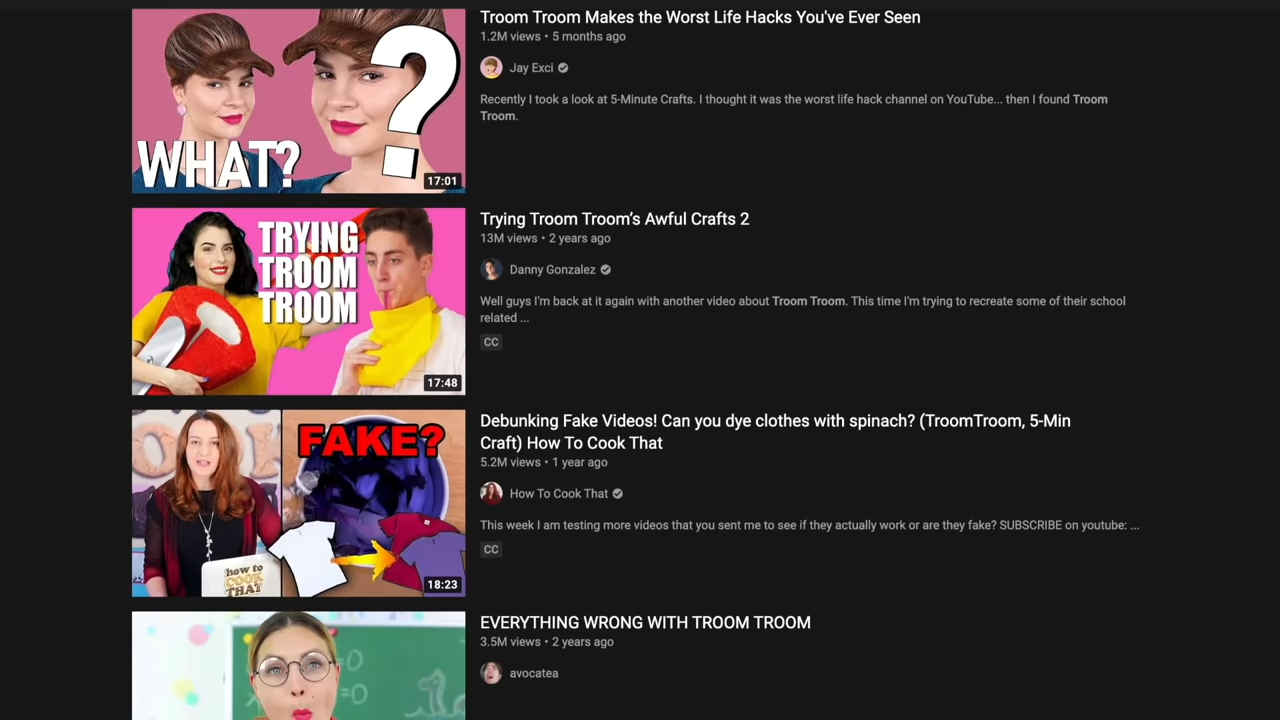 WHAT?
17:01
Troom Troom Makes the Worst Life Hacks You've Ever Seen
1.2M views • 5 months ago
Jay Exci
Recently I took a look at 5-Minute Crafts. I thought it was the worst life hack channel on YouTube... then I found Troom
Troom.
TRYING
TROOM
TROOM
17:48
Trying Troom Troom’s Awful Crafts 2
13M views • 2 years ago
Danny Gonzalez
Well guys I'm back at it again with another video about Troom Troom. This time I'm trying to recreate some of their school
related ...
CC
FAKE?
how to
COOK
THAT
18:23
Debunking Fake Videos! Can you dye clothes with spinach? (TroomTroom, 5-Min
Craft) How To Cook That
5.2M views • 1 year ago
How To Cook That
This week I am testing more videos that you sent me to see if they actually work or are they fake? SUBSCRIBE on youtube: ...
CC
EVERYTHING WRONG WITH TROOM TROOM
3.5M views • 2 years ago
avocatea